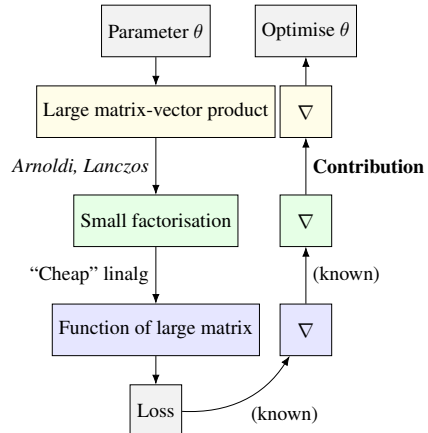 Parameter θ
Optimise θ
Large matrix-vector product
∇
Arnoldi, Lanczos
Contribution
Small factorisation
∇
“Cheap” linalg
(known)
Function of large matrix
∇
Loss
(known)